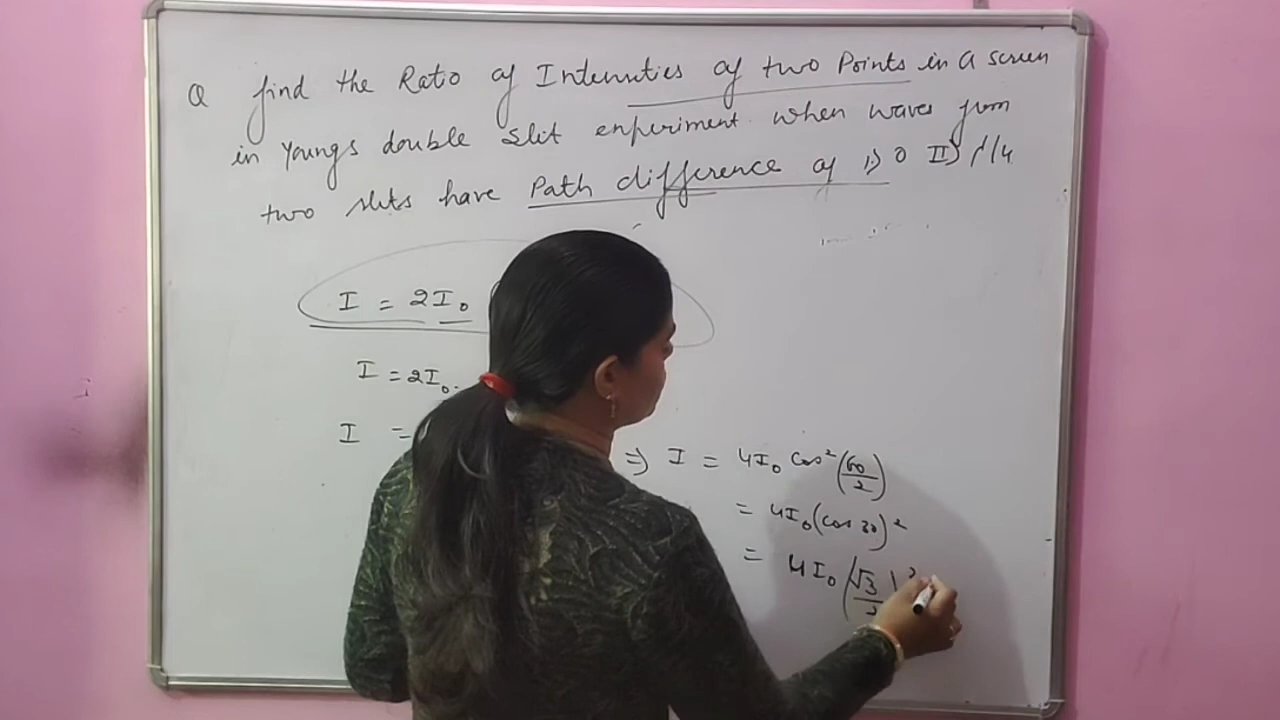 Q find the Ratio of Intensities of two Points in a screen
in Youngs double slit experiment when waves from
two slits have Path difference of i) 0 II) λ/4
I = 2I₀
I = 2I₀.
I =
=) I = 4I₀ cos² (60/2)
= 4I₀ (cos 30)²
= 4I₀ (√3/2)²